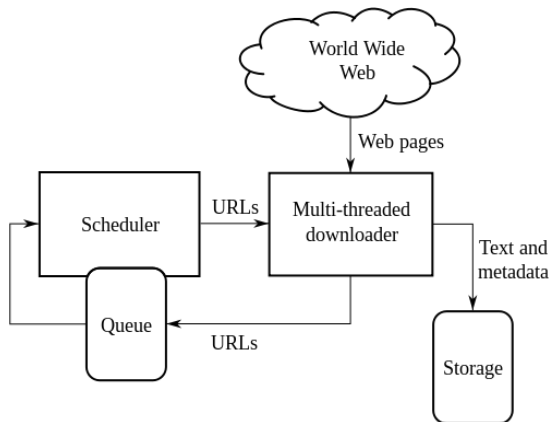 World Wide
Web
Web pages
Scheduler
URLs
Multi-threaded
downloader
Text and
metadata
Queue
URLs
Storage